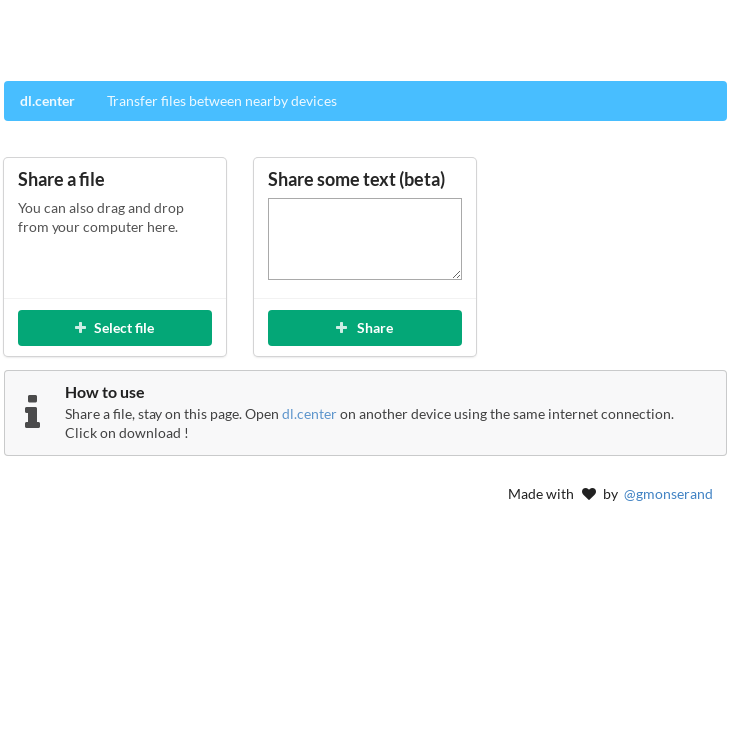 dl.center Transfer files between nearby devices
Share a file
You can also drag and drop
from your computer here.
Select file
Share some text (beta)
Share
How to use
Share a file, stay on this page. Open dl.center on another device using the same internet connection.
Click on download !
Made with by @gmonserand